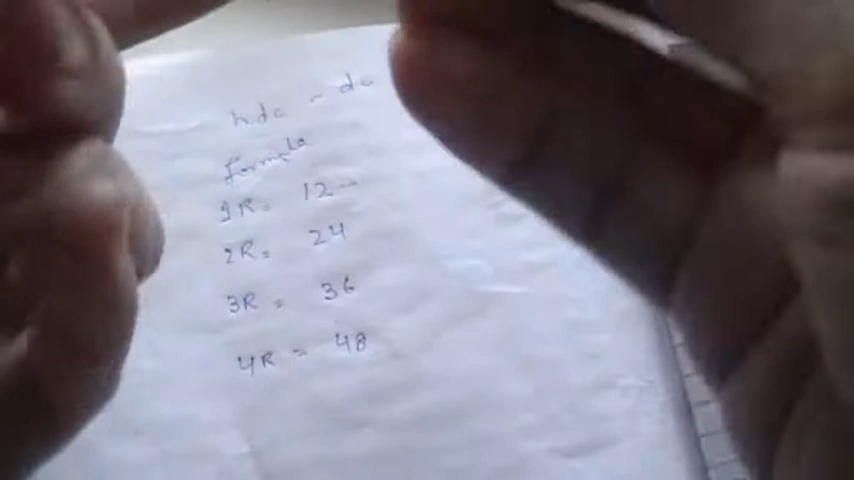 hdc - dc
formula
1R = 12
2R = 24
3R = 36
4R = 48